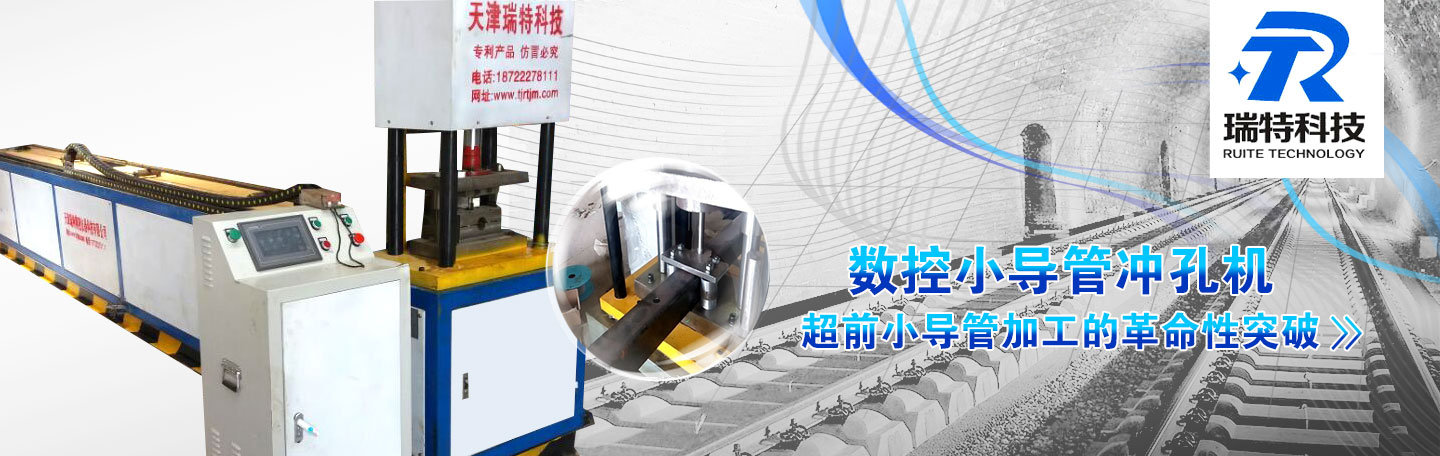 天津瑞特科技
专利产品 仿冒必究
电话:18722278111
网址:www.tjrtjm.com
瑞特科技
RUITE TECHNOLOGY
数控小导管冲孔机
超前小导管加工的革命性突破